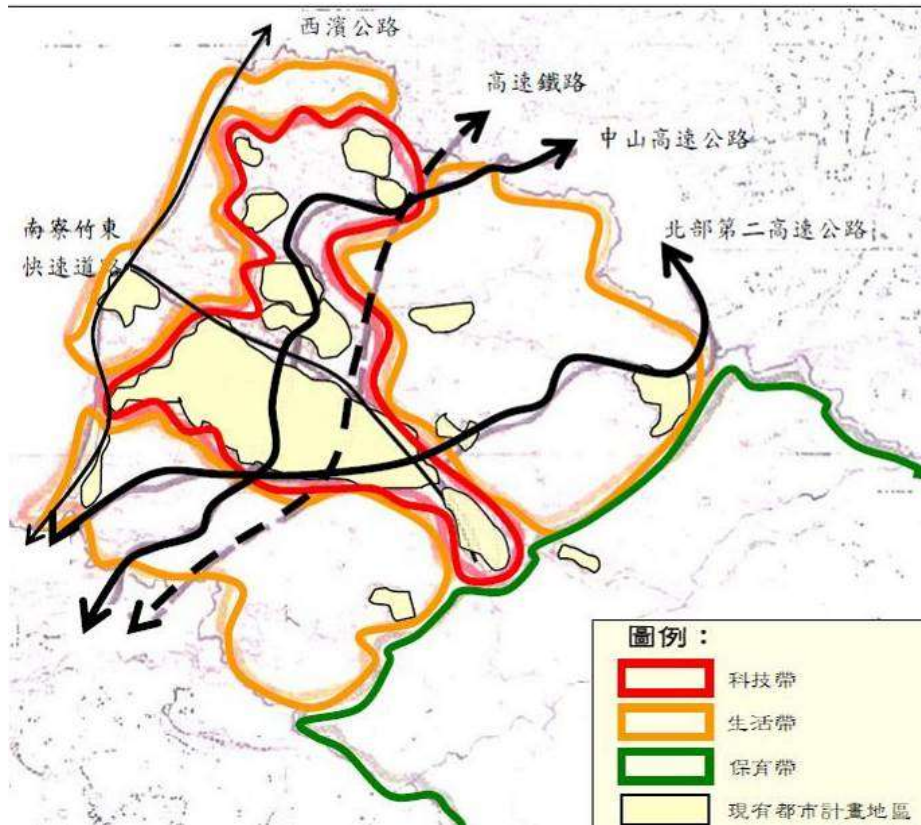 西濱公路
高速鐵路
中山高速公路
南寮竹東
快速道路
北部第二高速公路
圖例：
科技帶
生活帶
保育帶
現有都市計畫地區